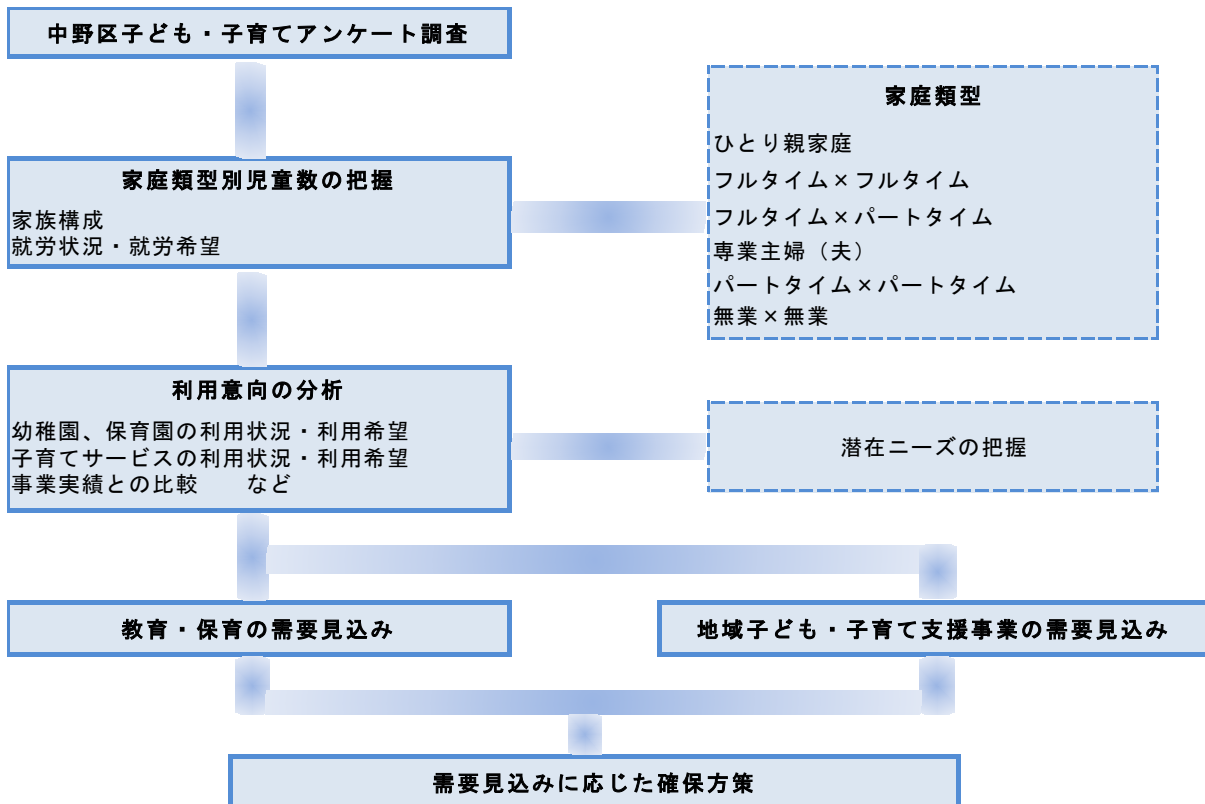 中野区子ども・子育てアンケート調査
家庭類型別児童数の把握
家族構成
就労状況・就労希望
家庭類型
ひとり親家庭
フルタイム×フルタイム
フルタイム×パートタイム
専業主婦（夫）
パートタイム×パートタイム
無業×無業
利用意向の分析
幼稚園、保育園の利用状況・利用希望
子育てサービスの利用状況・利用希望
事業実績との比較　　など
潜在ニーズの把握
教育・保育の需要見込み
地域子ども・子育て支援事業の需要見込み
需要見込みに応じた確保方策